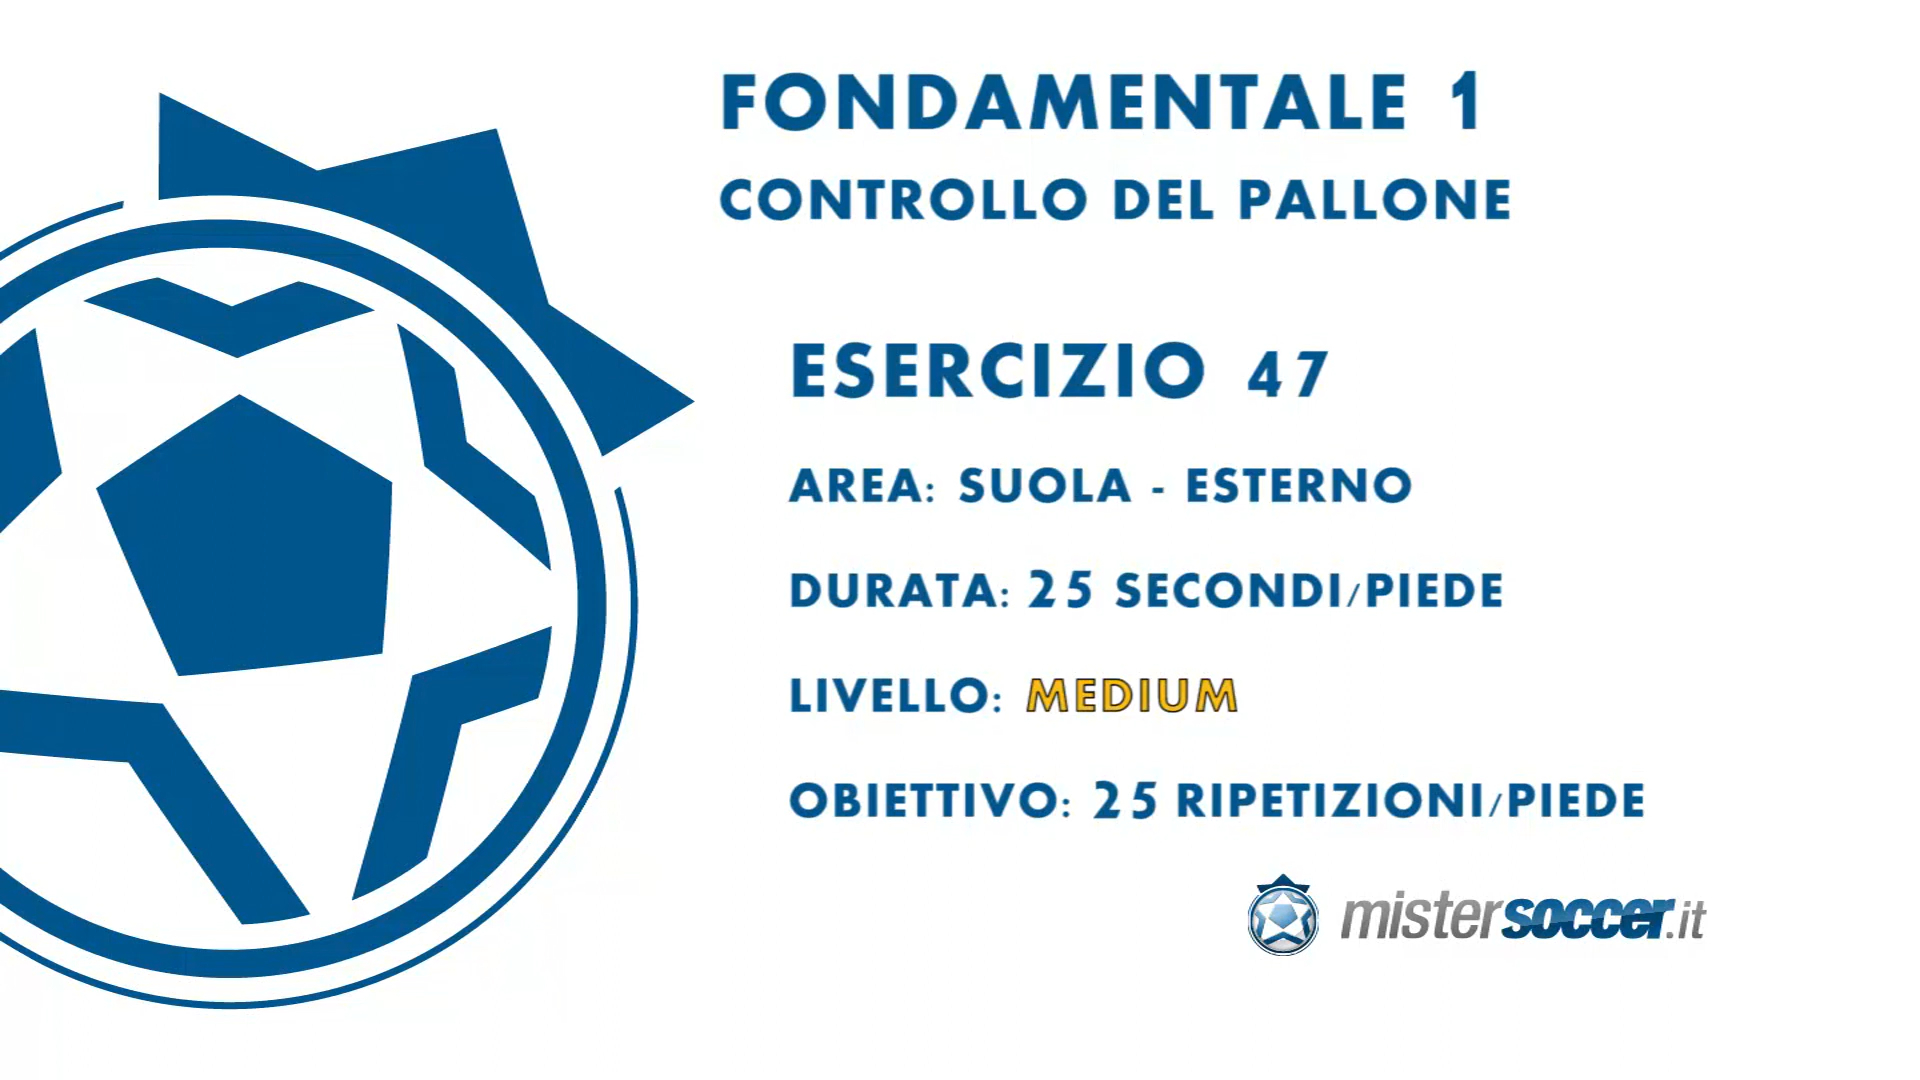 FONDAMENTALE 1
CONTROLLO DEL PALLONE
ESERCIZIO 47
AREA: SUOLA - ESTERNO
DURATA: 25 SECONDI/PIEDE
LIVELLO: MEDIUM
OBIETTIVO: 25 RIPETIZIONI/PIEDE
mistersoccer.it